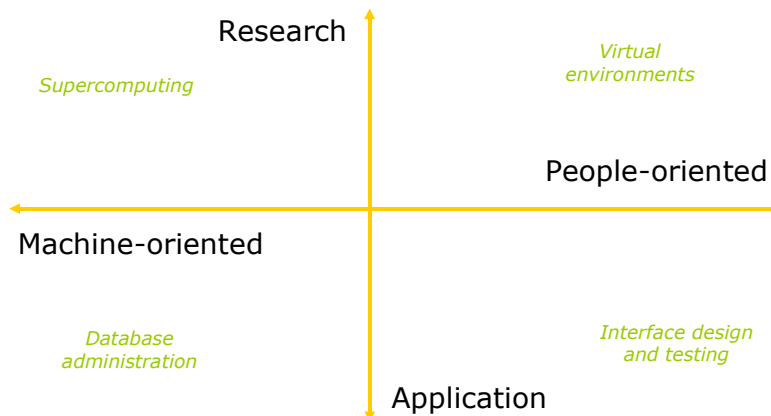 Research
Virtual
environments
Supercomputing
People-oriented
Machine-oriented
Database
administration
Interface design
and testing
Application